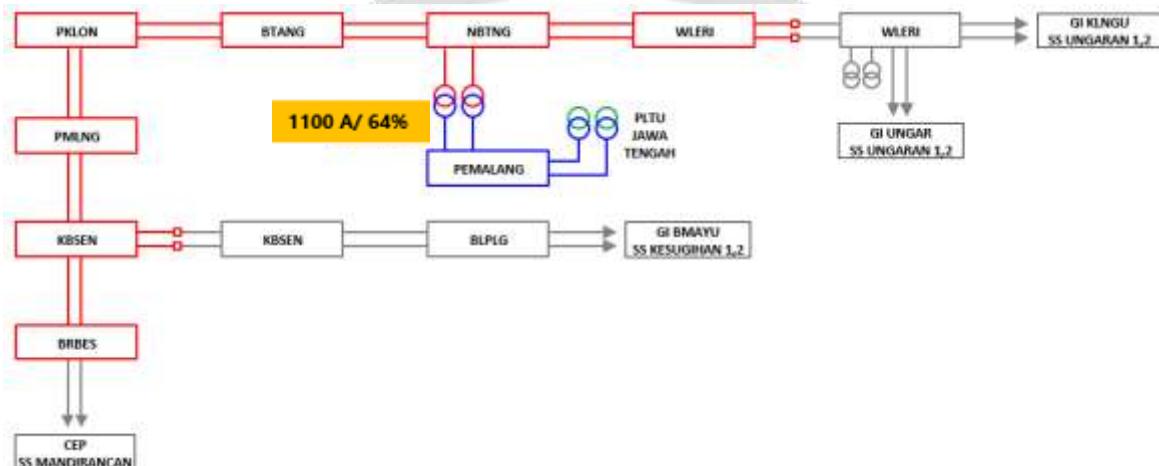 PKLON
BTANG
NBTNG
WLERI
WLERI
GI KLNGU
SS UNGARAN 1,2
1100 A/ 64%
PLTU
JAWA
TENGAH
GI UNGAR
SS UNGARAN 1,2
PMLNG
PEMALANG
KBSEN
KBSEN
BLPLG
GI BMAYU
SS KESUGIHAN 1,2
BRBES
CEP
SS MANDIRANCAN